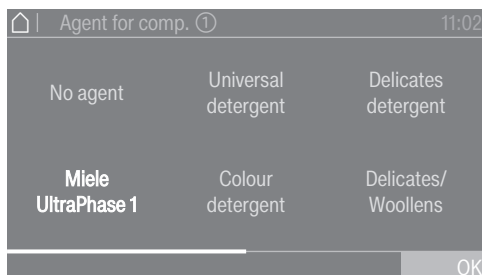 Agent for comp. ① 11:02
No agent
Universal
detergent
Delicates
detergent
Miele
UltraPhase 1
Colour
detergent
Delicates/
Woollens
OK